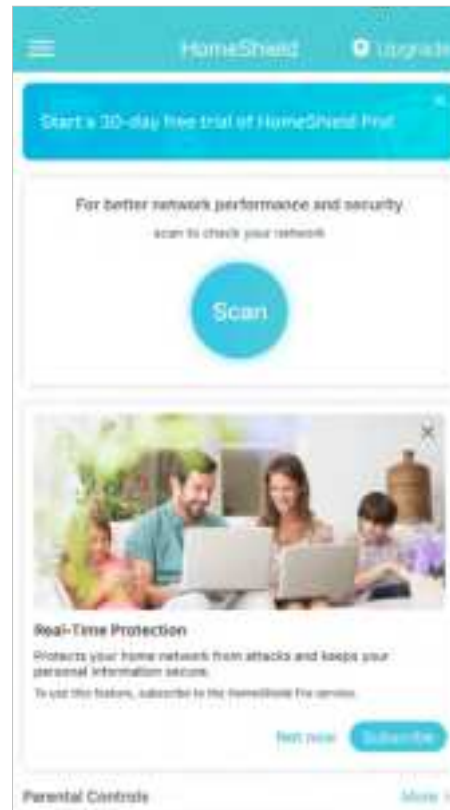 HomeShield
Upgrade
Start a 30-day free trial of HomeShield Pro!
For better network performance and security
scan to check your network
Scan
Real-Time Protection
Protects your home network from attacks and keeps your
personal information secure.
To use this feature, subscribe to the HomeShield Pro service.
Not now
Subscribe
Parental Controls
More